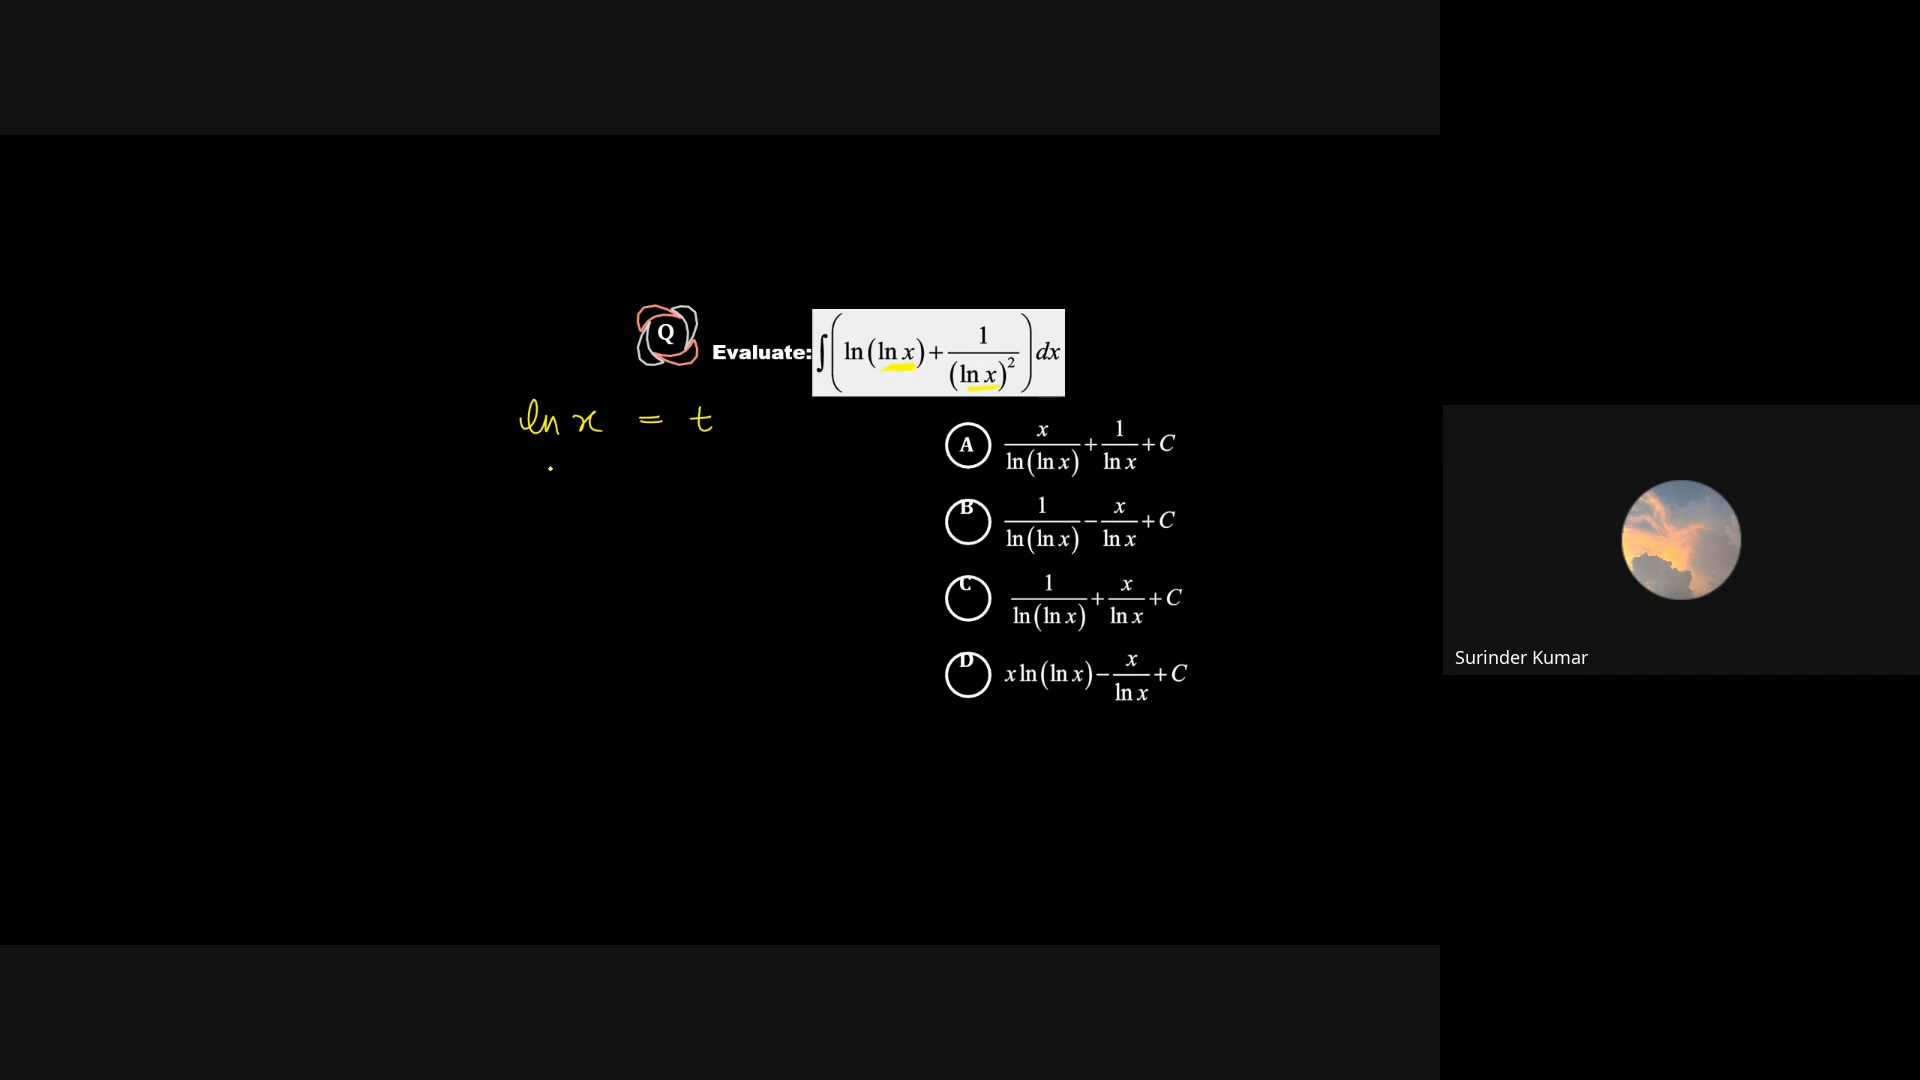 Q Evaluate: ∫(ln(ln x)+1/(ln x)²)dx
ln x = t
A x/ln(ln x)+1/ln x+C
B 1/ln(ln x)−x/ln x+C
C 1/ln(ln x)+x/ln x+C
D x ln(ln x)−x/ln x+C
Surinder Kumar